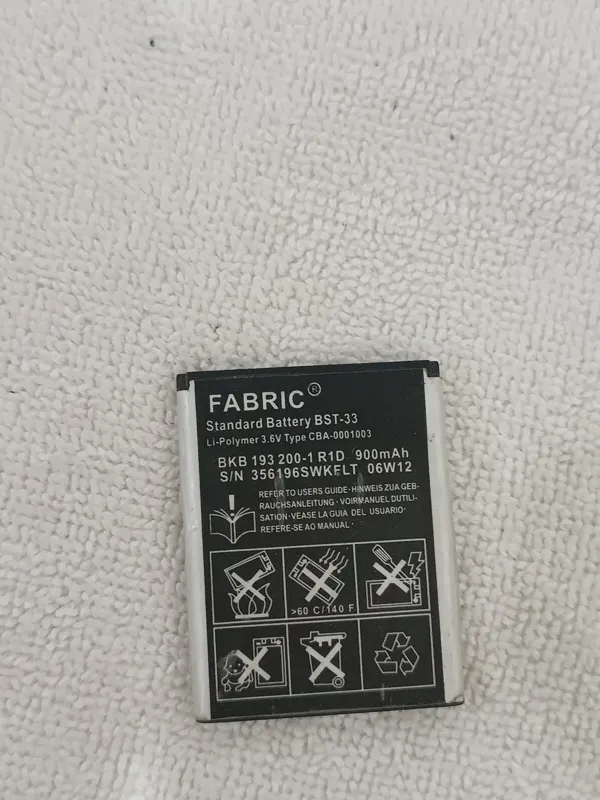 FABRIC®
Standard Battery BST-33
Li-Polymer 3.6V Type CBA-0001003
BKB 193 200-1 R1D 900mAh
S/N 356196SWKFLT 06W12
REFER TO USERS GUIDE·HINWEIS ZUA GEB-
RAUCHSANLEITUNG·VOIRMANUEL DUTILI-
SATION·VEASE LA GUIA DEL USUARIO·
REFERE-SE AO MANUAL·
>60 C/140 F